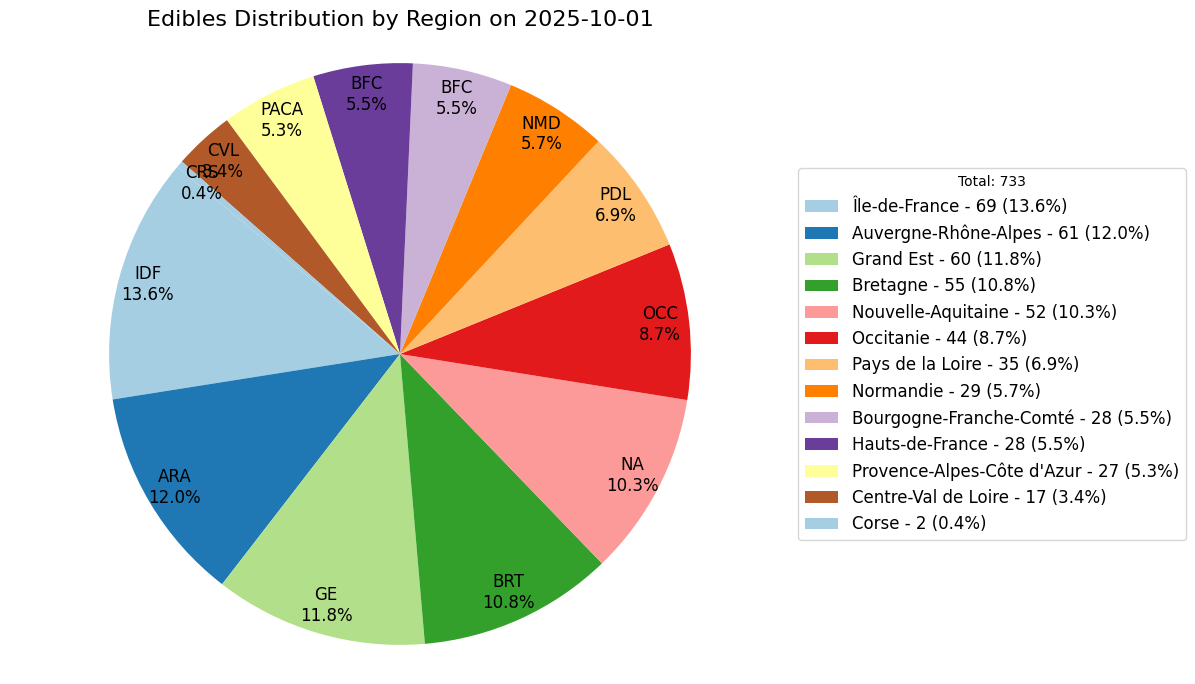 Edibles Distribution by Region on 2025-10-01
BFC
5.5%
BFC
5.5%
PACA
5.3%
NMD
5.7%
CVL
3.4%
CRS
0.4%
PDL
6.9%
IDF
13.6%
OCC
8.7%
ARA
12.0%
NA
10.3%
GE
11.8%
BRT
10.8%
Total: 733
Île-de-France - 69 (13.6%)
Auvergne-Rhône-Alpes - 61 (12.0%)
Grand Est - 60 (11.8%)
Bretagne - 55 (10.8%)
Nouvelle-Aquitaine - 52 (10.3%)
Occitanie - 44 (8.7%)
Pays de la Loire - 35 (6.9%)
Normandie - 29 (5.7%)
Bourgogne-Franche-Comté - 28 (5.5%)
Hauts-de-France - 28 (5.5%)
Provence-Alpes-Côte d'Azur - 27 (5.3%)
Centre-Val de Loire - 17 (3.4%)
Corse - 2 (0.4%)